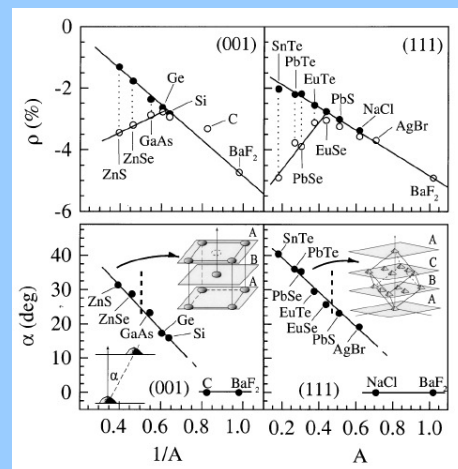 (001)
(111)
ρ (%)
0
-2
-4
-6
Ge
Si
C
GaAs
ZnSe
ZnS
BaF2
SnTe
PbTe
EuTe
PbS
NaCl
AgBr
EuSe
PbSe
BaF2
α (deg)
40
30
20
10
0
ZnS
ZnSe
GaAs
Ge
Si
A
B
A
α
(001)
C BaF2
SnTe
PbTe
PbSe
EuTe
EuSe
PbS
AgBr
A
C
B
A
(111)
NaCl BaF2
0.4 0.6 0.8 1.0
1/A
0.2 0.4 0.6 0.8 1.0
A